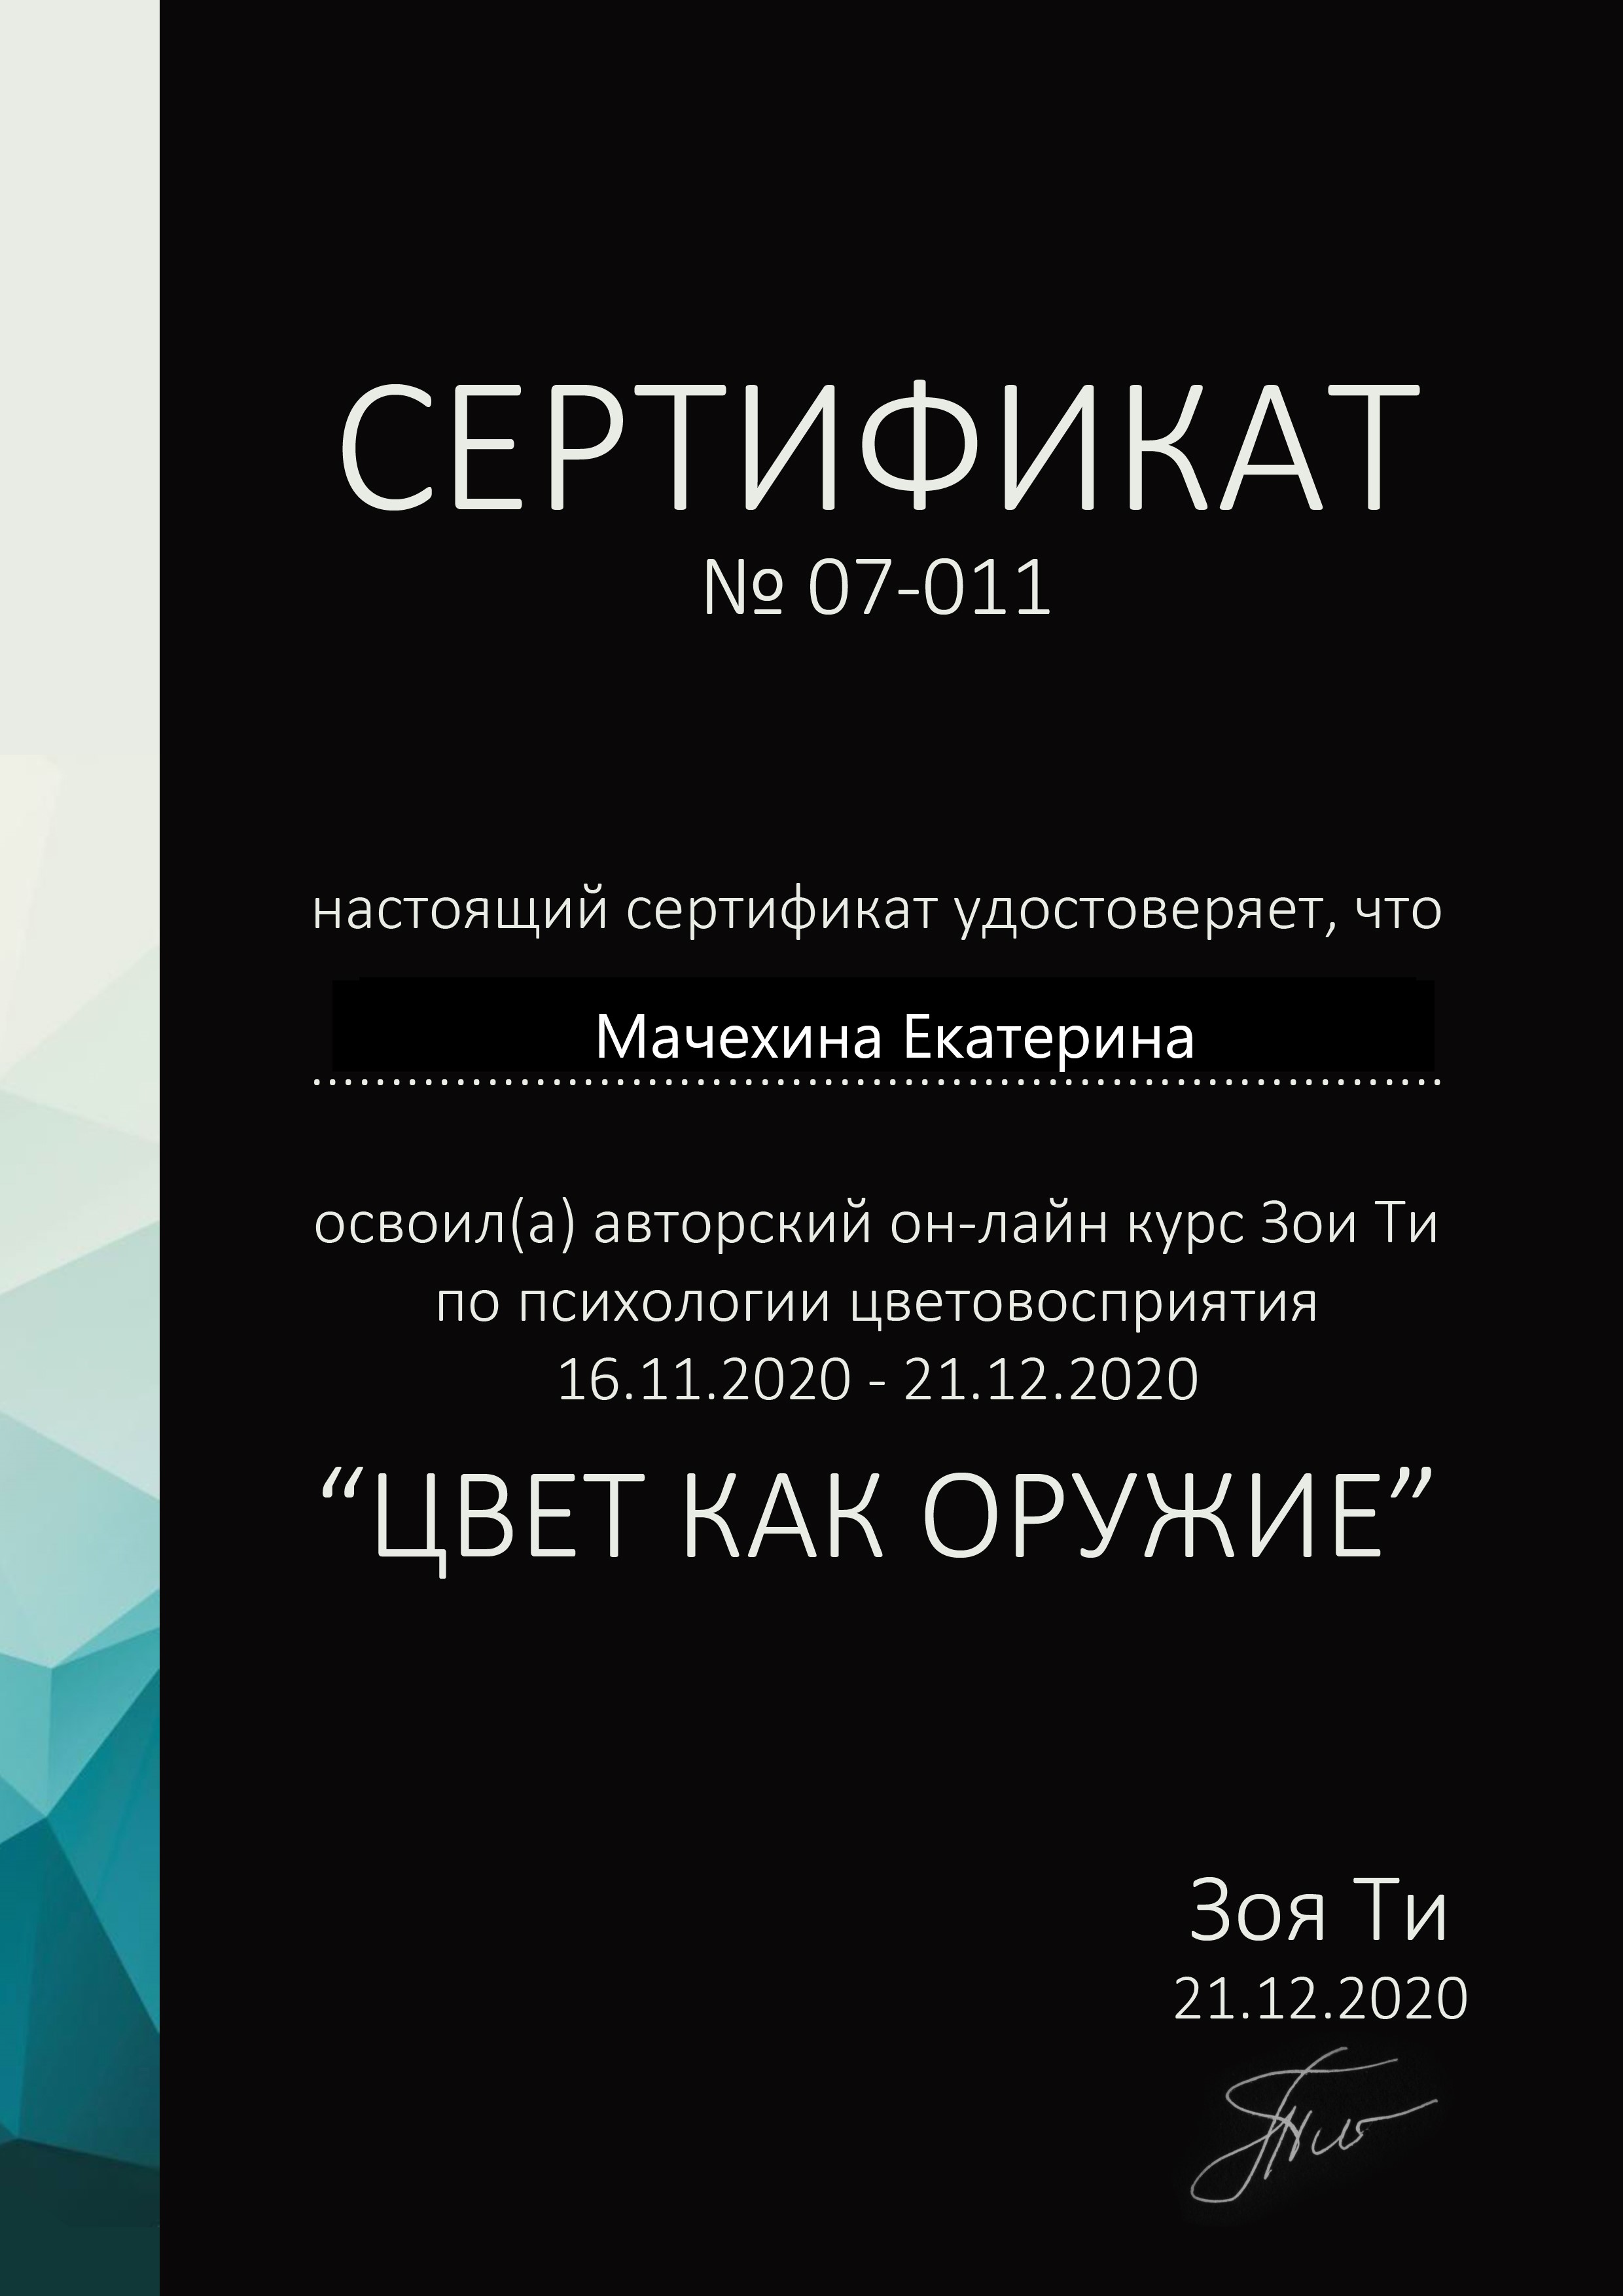 СЕРТИФИКАТ
№ 07-011
настоящий сертификат удостоверяет, что
Мачехина Екатерина
освоил(а) авторский он-лайн курс Зои Ти
по психологии цветовосприятия
16.11.2020 - 21.12.2020
“ЦВЕТ КАК ОРУЖИЕ”
Зоя Ти
21.12.2020